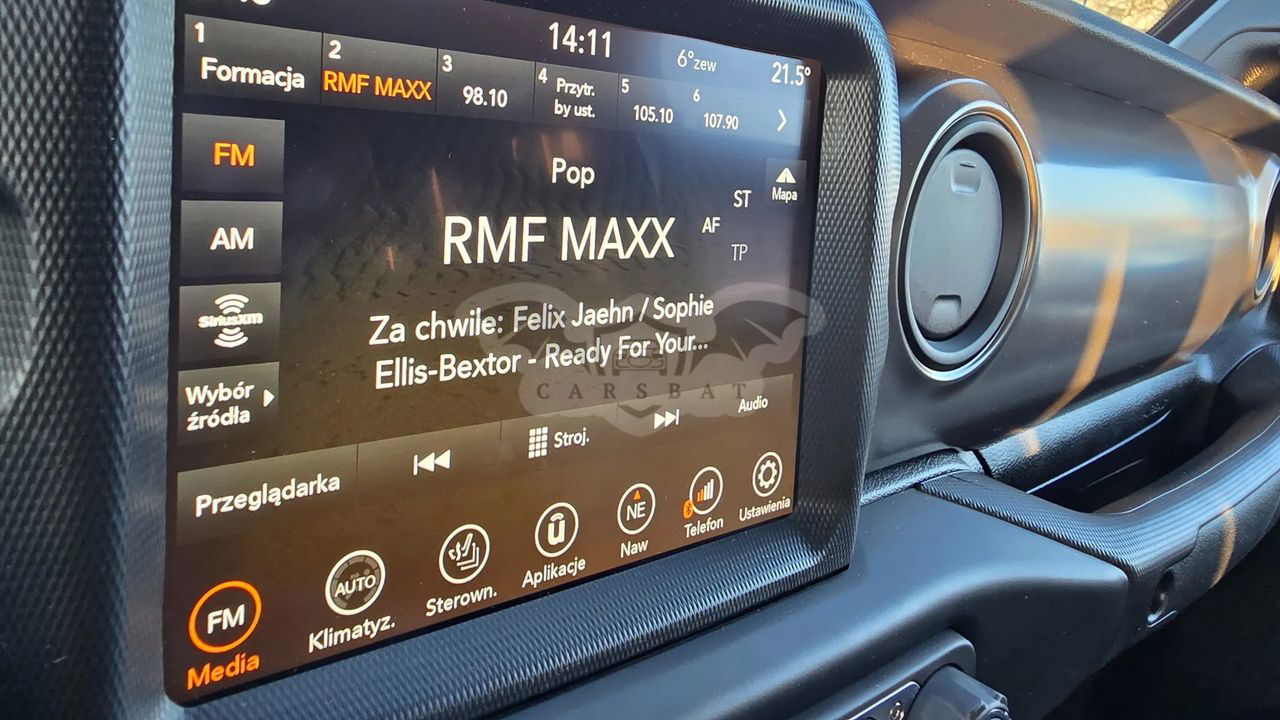 14:11
6°zew
21.5°
1
Formacja
2
RMF MAXX
3
98.10
4
Przytr.
by ust.
5
105.10
6
107.90
FM
Pop
Mapa
ST
AM
RMF MAXX
AF
TP
SiriusXM
Za chwile: Felix Jaehn / Sophie
Ellis-Bextor - Ready For Your...
CARSBAT
Wybór
źródła
Audio
Stroj.
Przeglądarka
FM
Media
AUTO
Klimatyz.
Sterown.
Aplikacje
NE
Naw
Telefon
Ustawienia